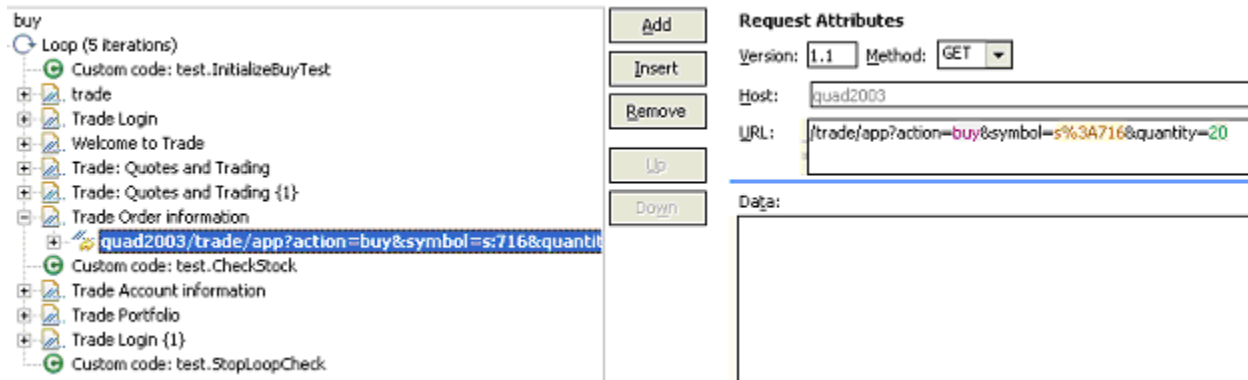 buy
Loop (5 iterations)
Custom code: test.InitializeBuyTest
trade
Trade Login
Welcome to Trade
Trade: Quotes and Trading
Trade: Quotes and Trading {1}
Trade Order information
quad2003/trade/app?action=buy&symbol=s:716&quantit
Custom code: test.CheckStock
Trade Account information
Trade Portfolio
Trade Login {1}
Custom code: test.StopLoopCheck
Add
Insert
Remove
Up
Down
Request Attributes
Version: 1.1 Method: GET
Host: quad2003
URL: /trade/app?action=buy&symbol=s%3A716&quantity=20
Data: